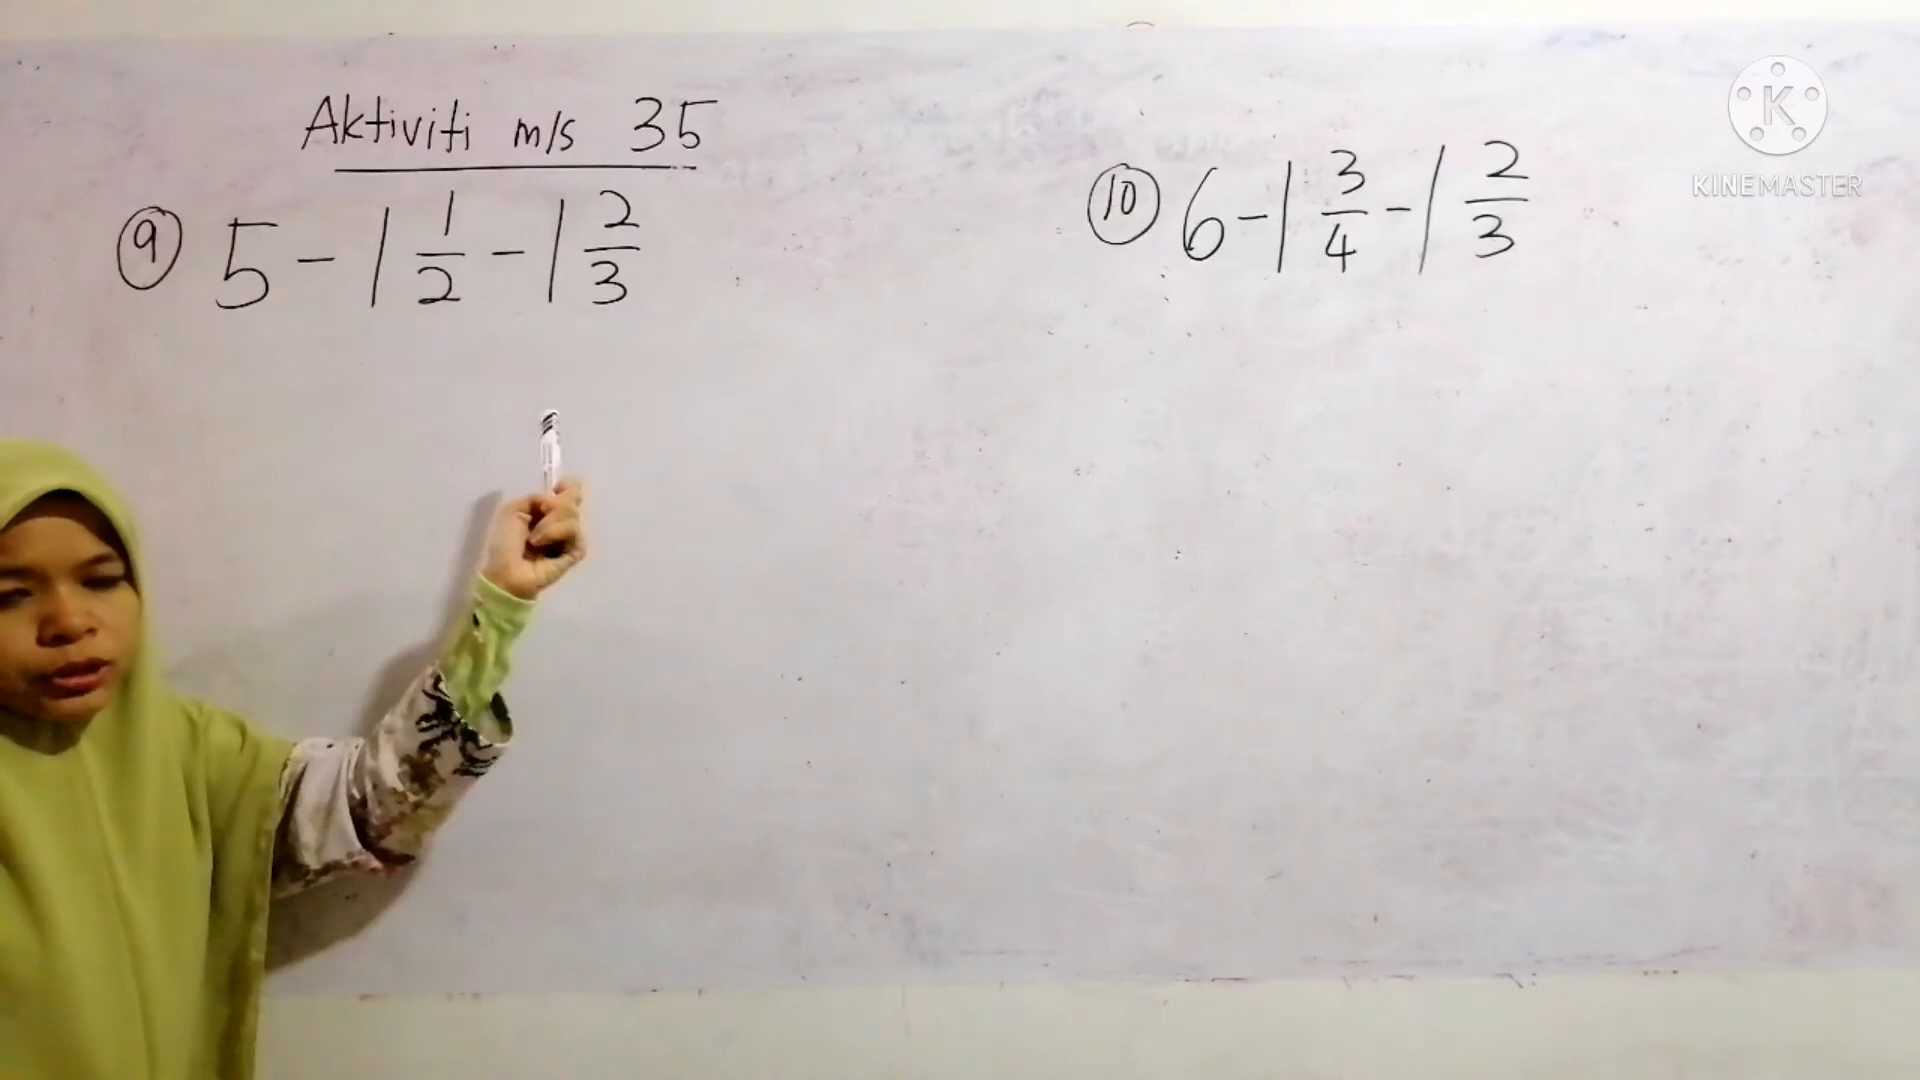 Aktiviti m/s 35
9 5 - 1 1/2 - 1 2/3
10 6 - 1 3/4 - 1 2/3
K
KINEMASTER